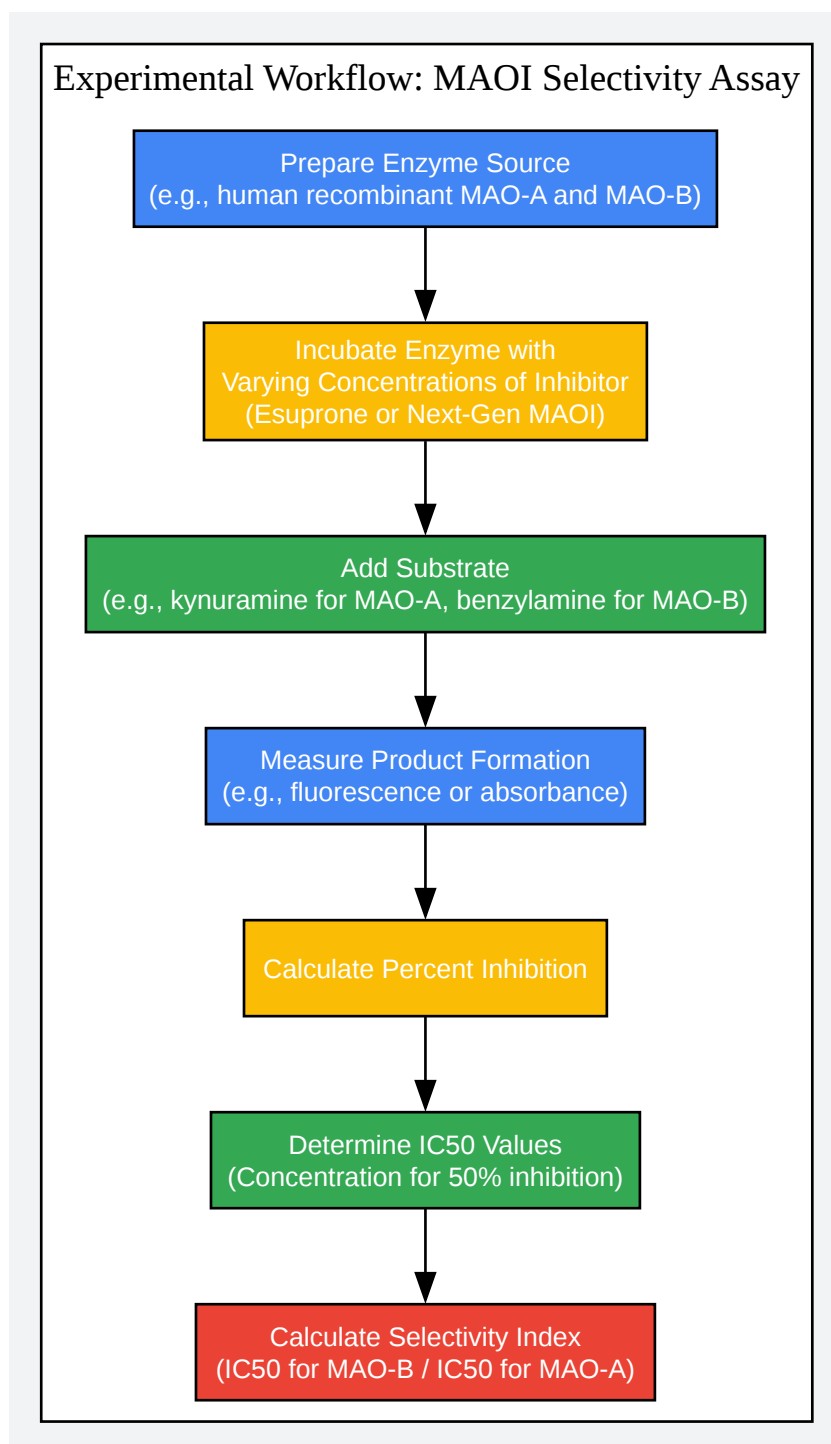 Experimental Workflow: MAOI Selectivity Assay
Prepare Enzyme Source
(e.g., human recombinant MAO-A and MAO-B)
Incubate Enzyme with
Varying Concentrations of Inhibitor
(Esuprone or Next-Gen MAOI)
Add Substrate
(e.g., kynuramine for MAO-A, benzylamine for MAO-B)
Measure Product Formation
(e.g., fluorescence or absorbance)
Calculate Percent Inhibition
Determine IC50 Values
(Concentration for 50% inhibition)
Calculate Selectivity Index
(IC50 for MAO-B / IC50 for MAO-A)